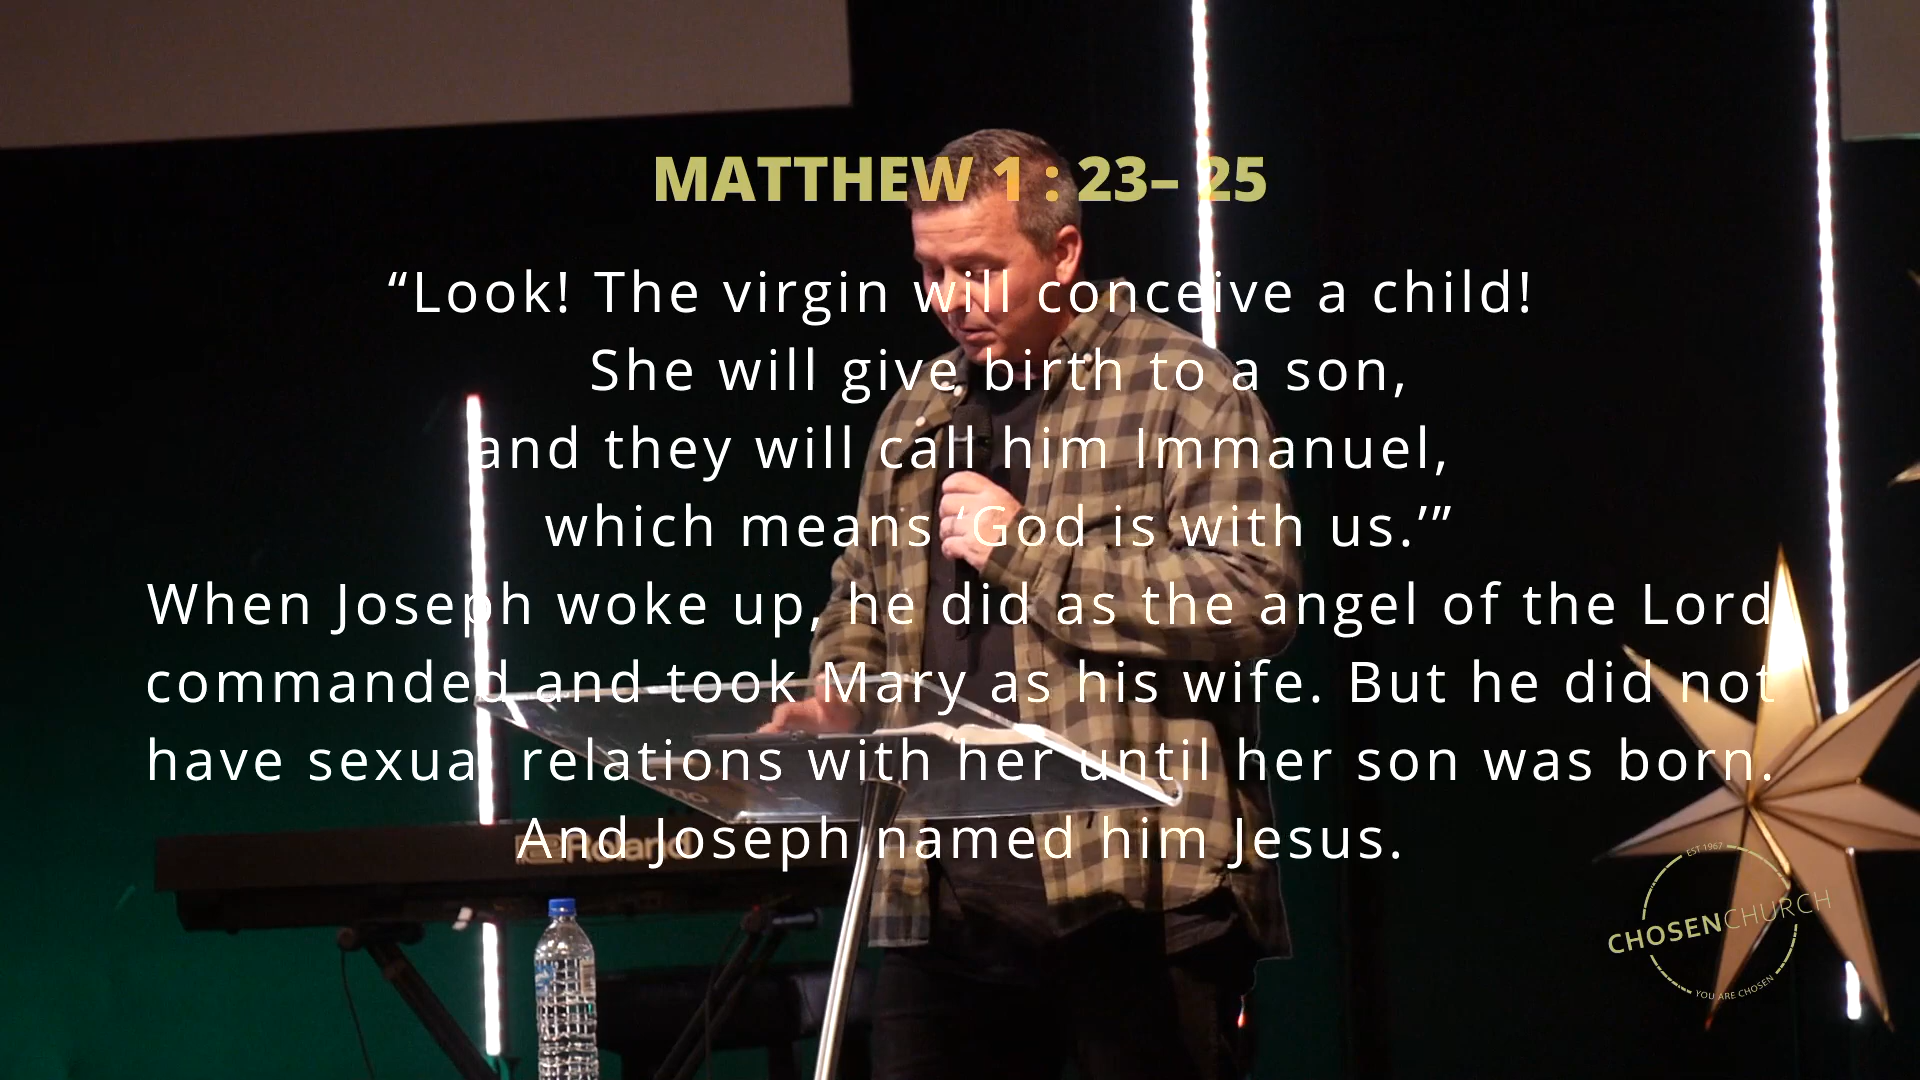 MATTHEW 1 : 23– 25
“Look! The virgin will conceive a child!
She will give birth to a son,
and they will call him Immanuel,
which means ‘God is with us.’”
When Joseph woke up, he did as the angel of the Lord
commanded and took Mary as his wife. But he did not
have sexual relations with her until her son was born.
And Joseph named him Jesus.
Roland
EST 1967
CHOSENCHURCH
YOU ARE CHOSEN